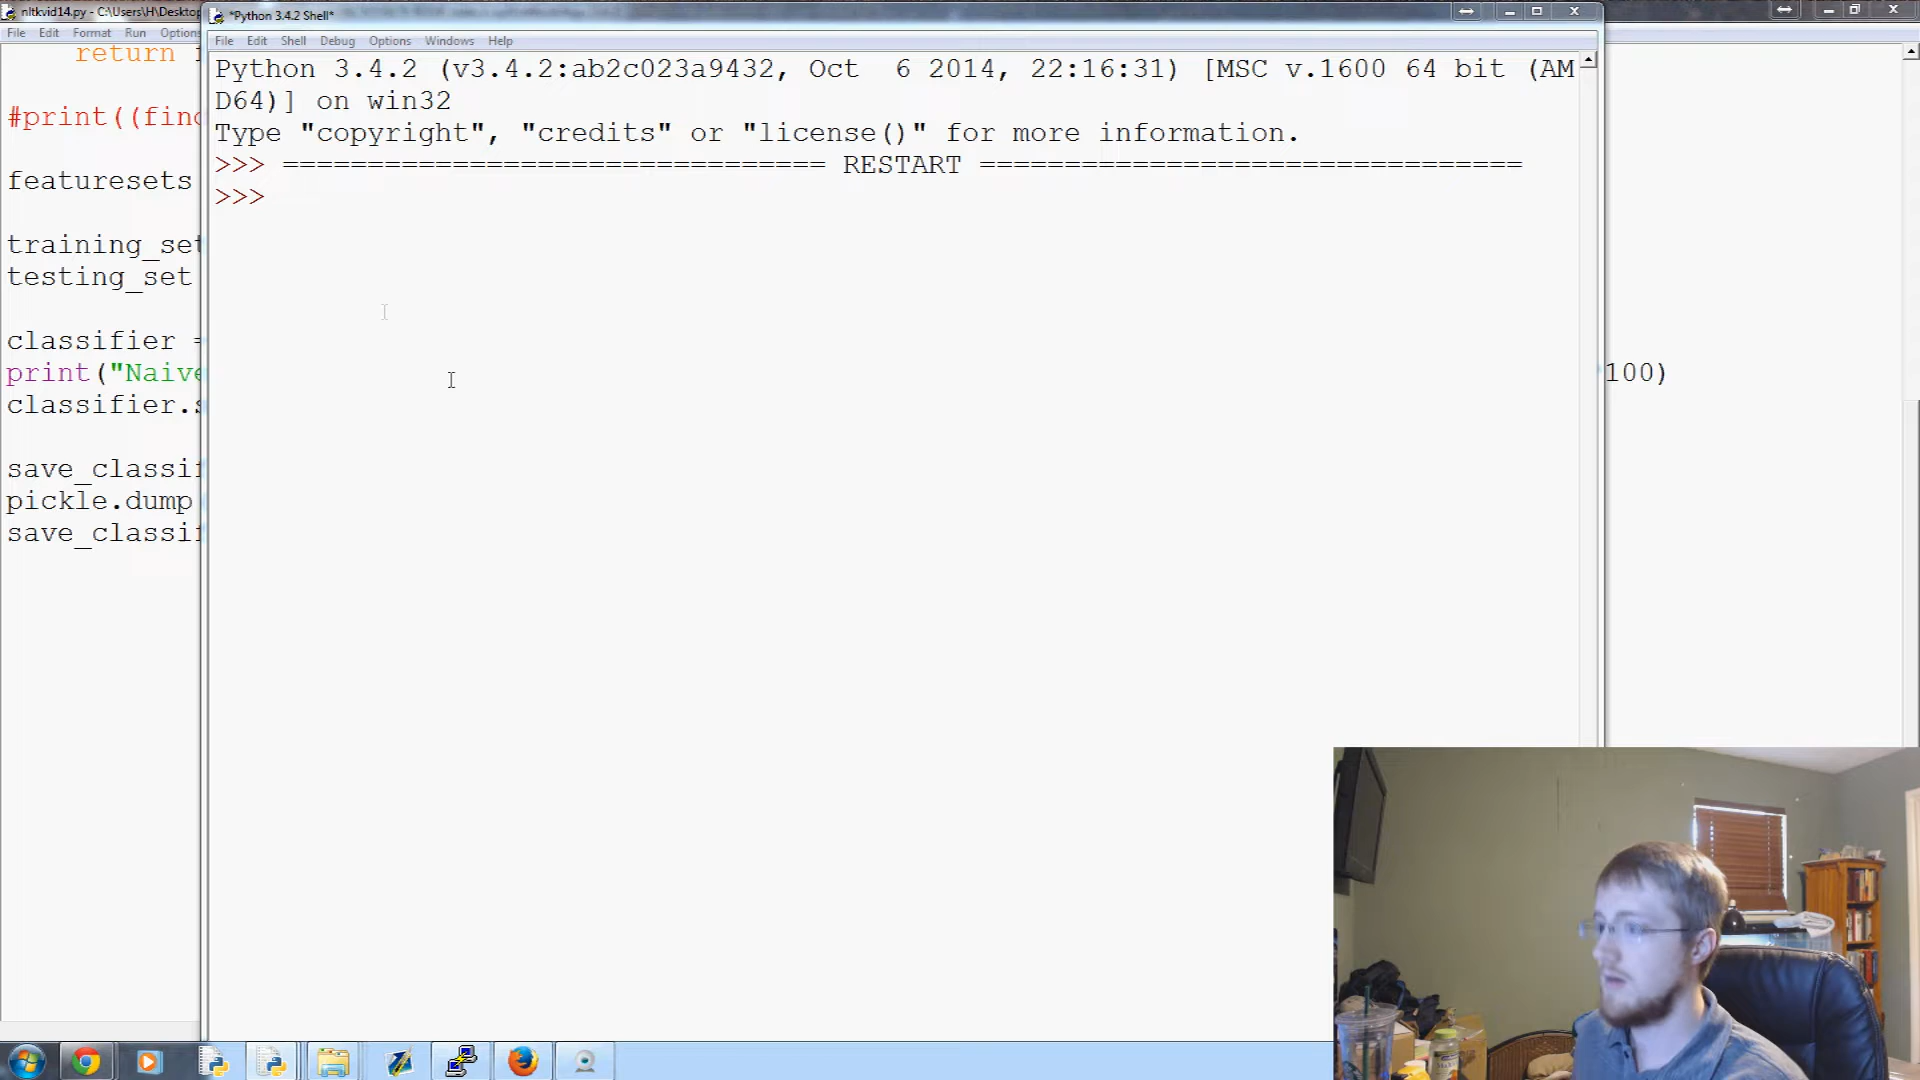 nltkvid14.py - C:\Users\H\Desktop
File Edit Format Run Options
return
#print((find
featuresets
training_set
testing_set
classifier =
print("Naive
100)
classifier.s
save_classif
pickle.dump
save_classif
*Python 3.4.2 Shell*
File Edit Shell Debug Options Windows Help
Python 3.4.2 (v3.4.2:ab2c023a9432, Oct  6 2014, 22:16:31) [MSC v.1600 64 bit (AM
D64)] on win32
Type "copyright", "credits" or "license()" for more information.
>>> ================================ RESTART ================================
>>>